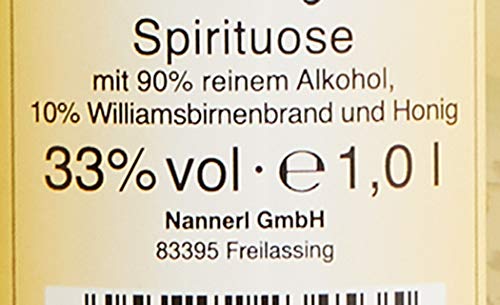 Spirituose
mit 90% reinem Alkohol,
10% Williamsbirnenbrand und Honig
33% vol · ℮ 1,0 l
Nannerl GmbH
83395 Freilassing